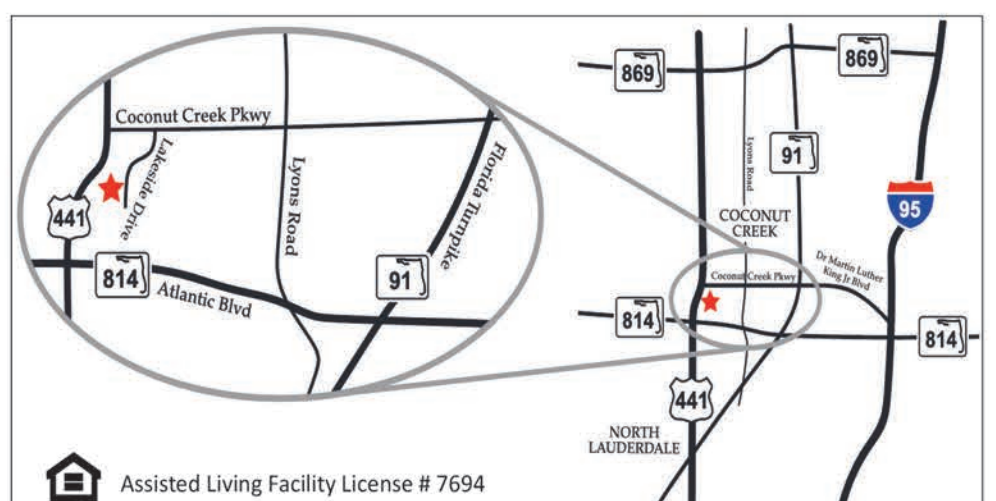 Coconut Creek Pkwy
Lakeside Drive
Lyons Road
Florida Turnpike
441
814
Atlantic Blvd
91
869
869
Lyons Road
91
95
COCONUT
CREEK
Coconut Creek Pkwy
Dr Martin Luther
King Jr Blvd
814
814
441
NORTH
LAUDERDALE
Assisted Living Facility License # 7694